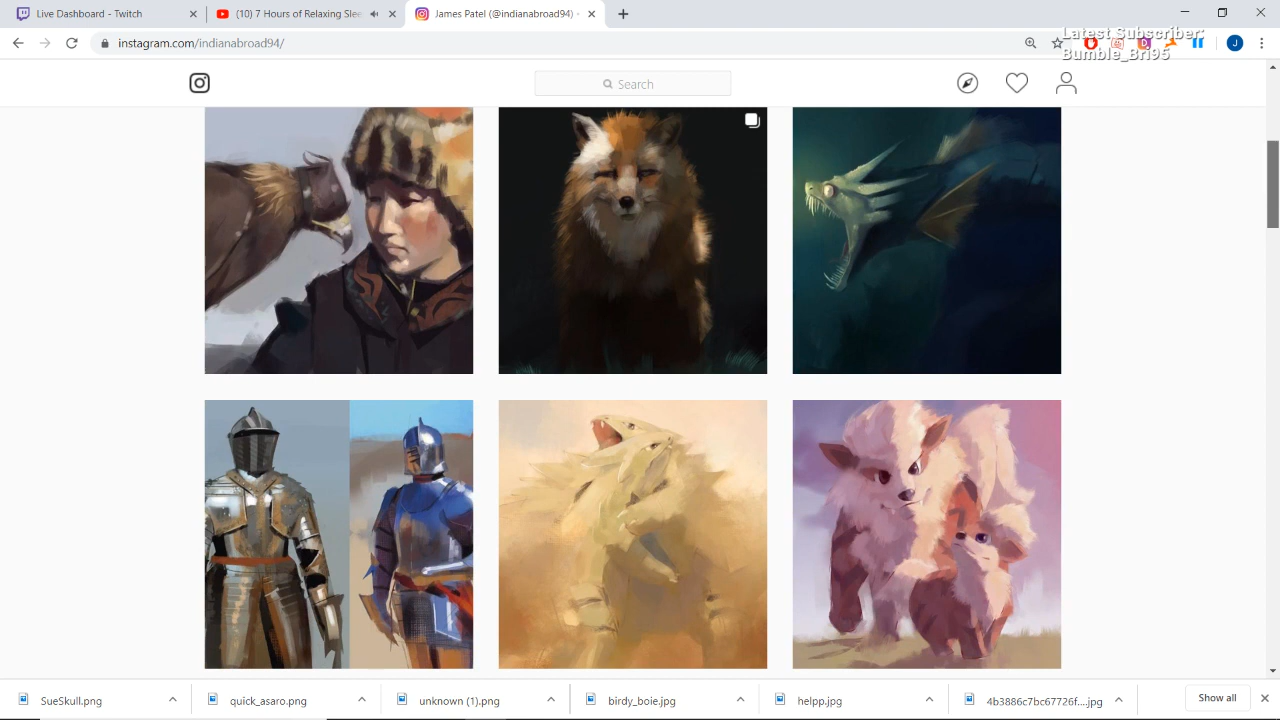 Live Dashboard - Twitch
(10) 7 Hours of Relaxing Slee
James Patel (@indianabroad94) -
instagram.com/indianabroad94/
Latest Subscriber:
Bumble_Bri95
J
Search
SueSkull.png
quick_asaro.png
unknown (1).png
birdy_boie.jpg
helpp.jpg
4b3886c7bc67726f....jpg
Show all